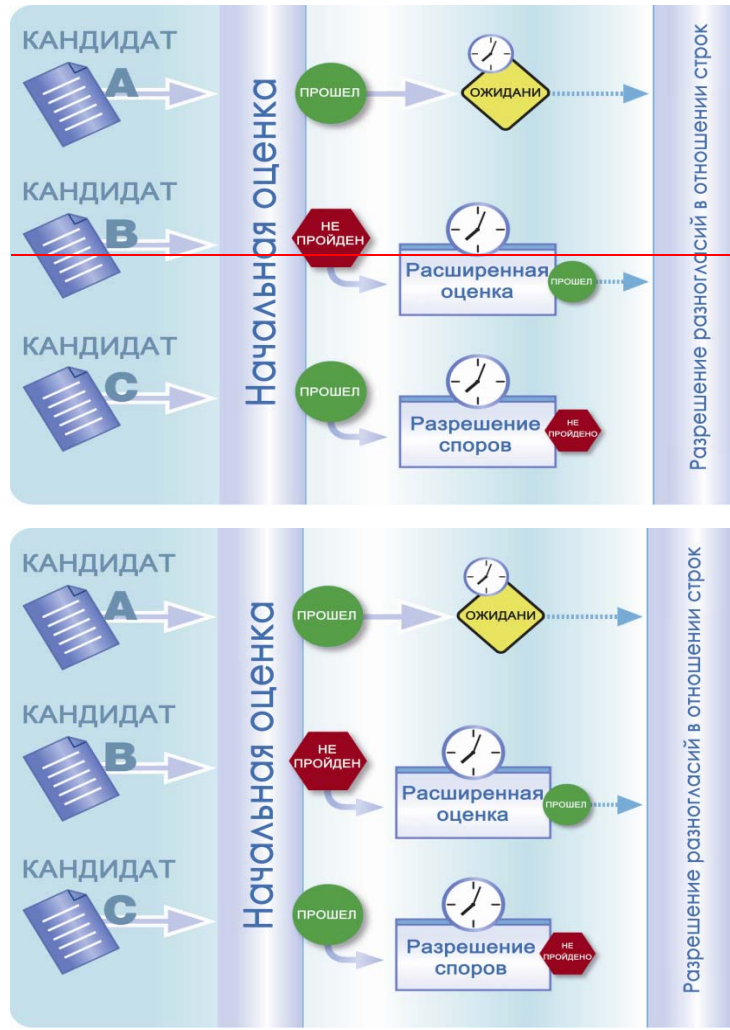 КАНДИДАТ
A
ПРОШЕЛ
ОЖИДАНИ
КАНДИДАТ
B
НЕ
ПРОЙДЕН
Расширенная
оценка
ПРОШЕЛ
КАНДИДАТ
C
ПРОШЕЛ
Разрешение
споров
НЕ
ПРОЙДЕНО
Начальная оценка
Разрешение разногласий в отношении строк
КАНДИДАТ
A
ПРОШЕЛ
ОЖИДАНИ
КАНДИДАТ
B
НЕ
ПРОЙДЕН
Расширенная
оценка
ПРОШЕЛ
КАНДИДАТ
C
ПРОШЕЛ
Разрешение
споров
НЕ
ПРОЙДЕНО
Начальная оценка
Разрешение разногласий в отношении строк